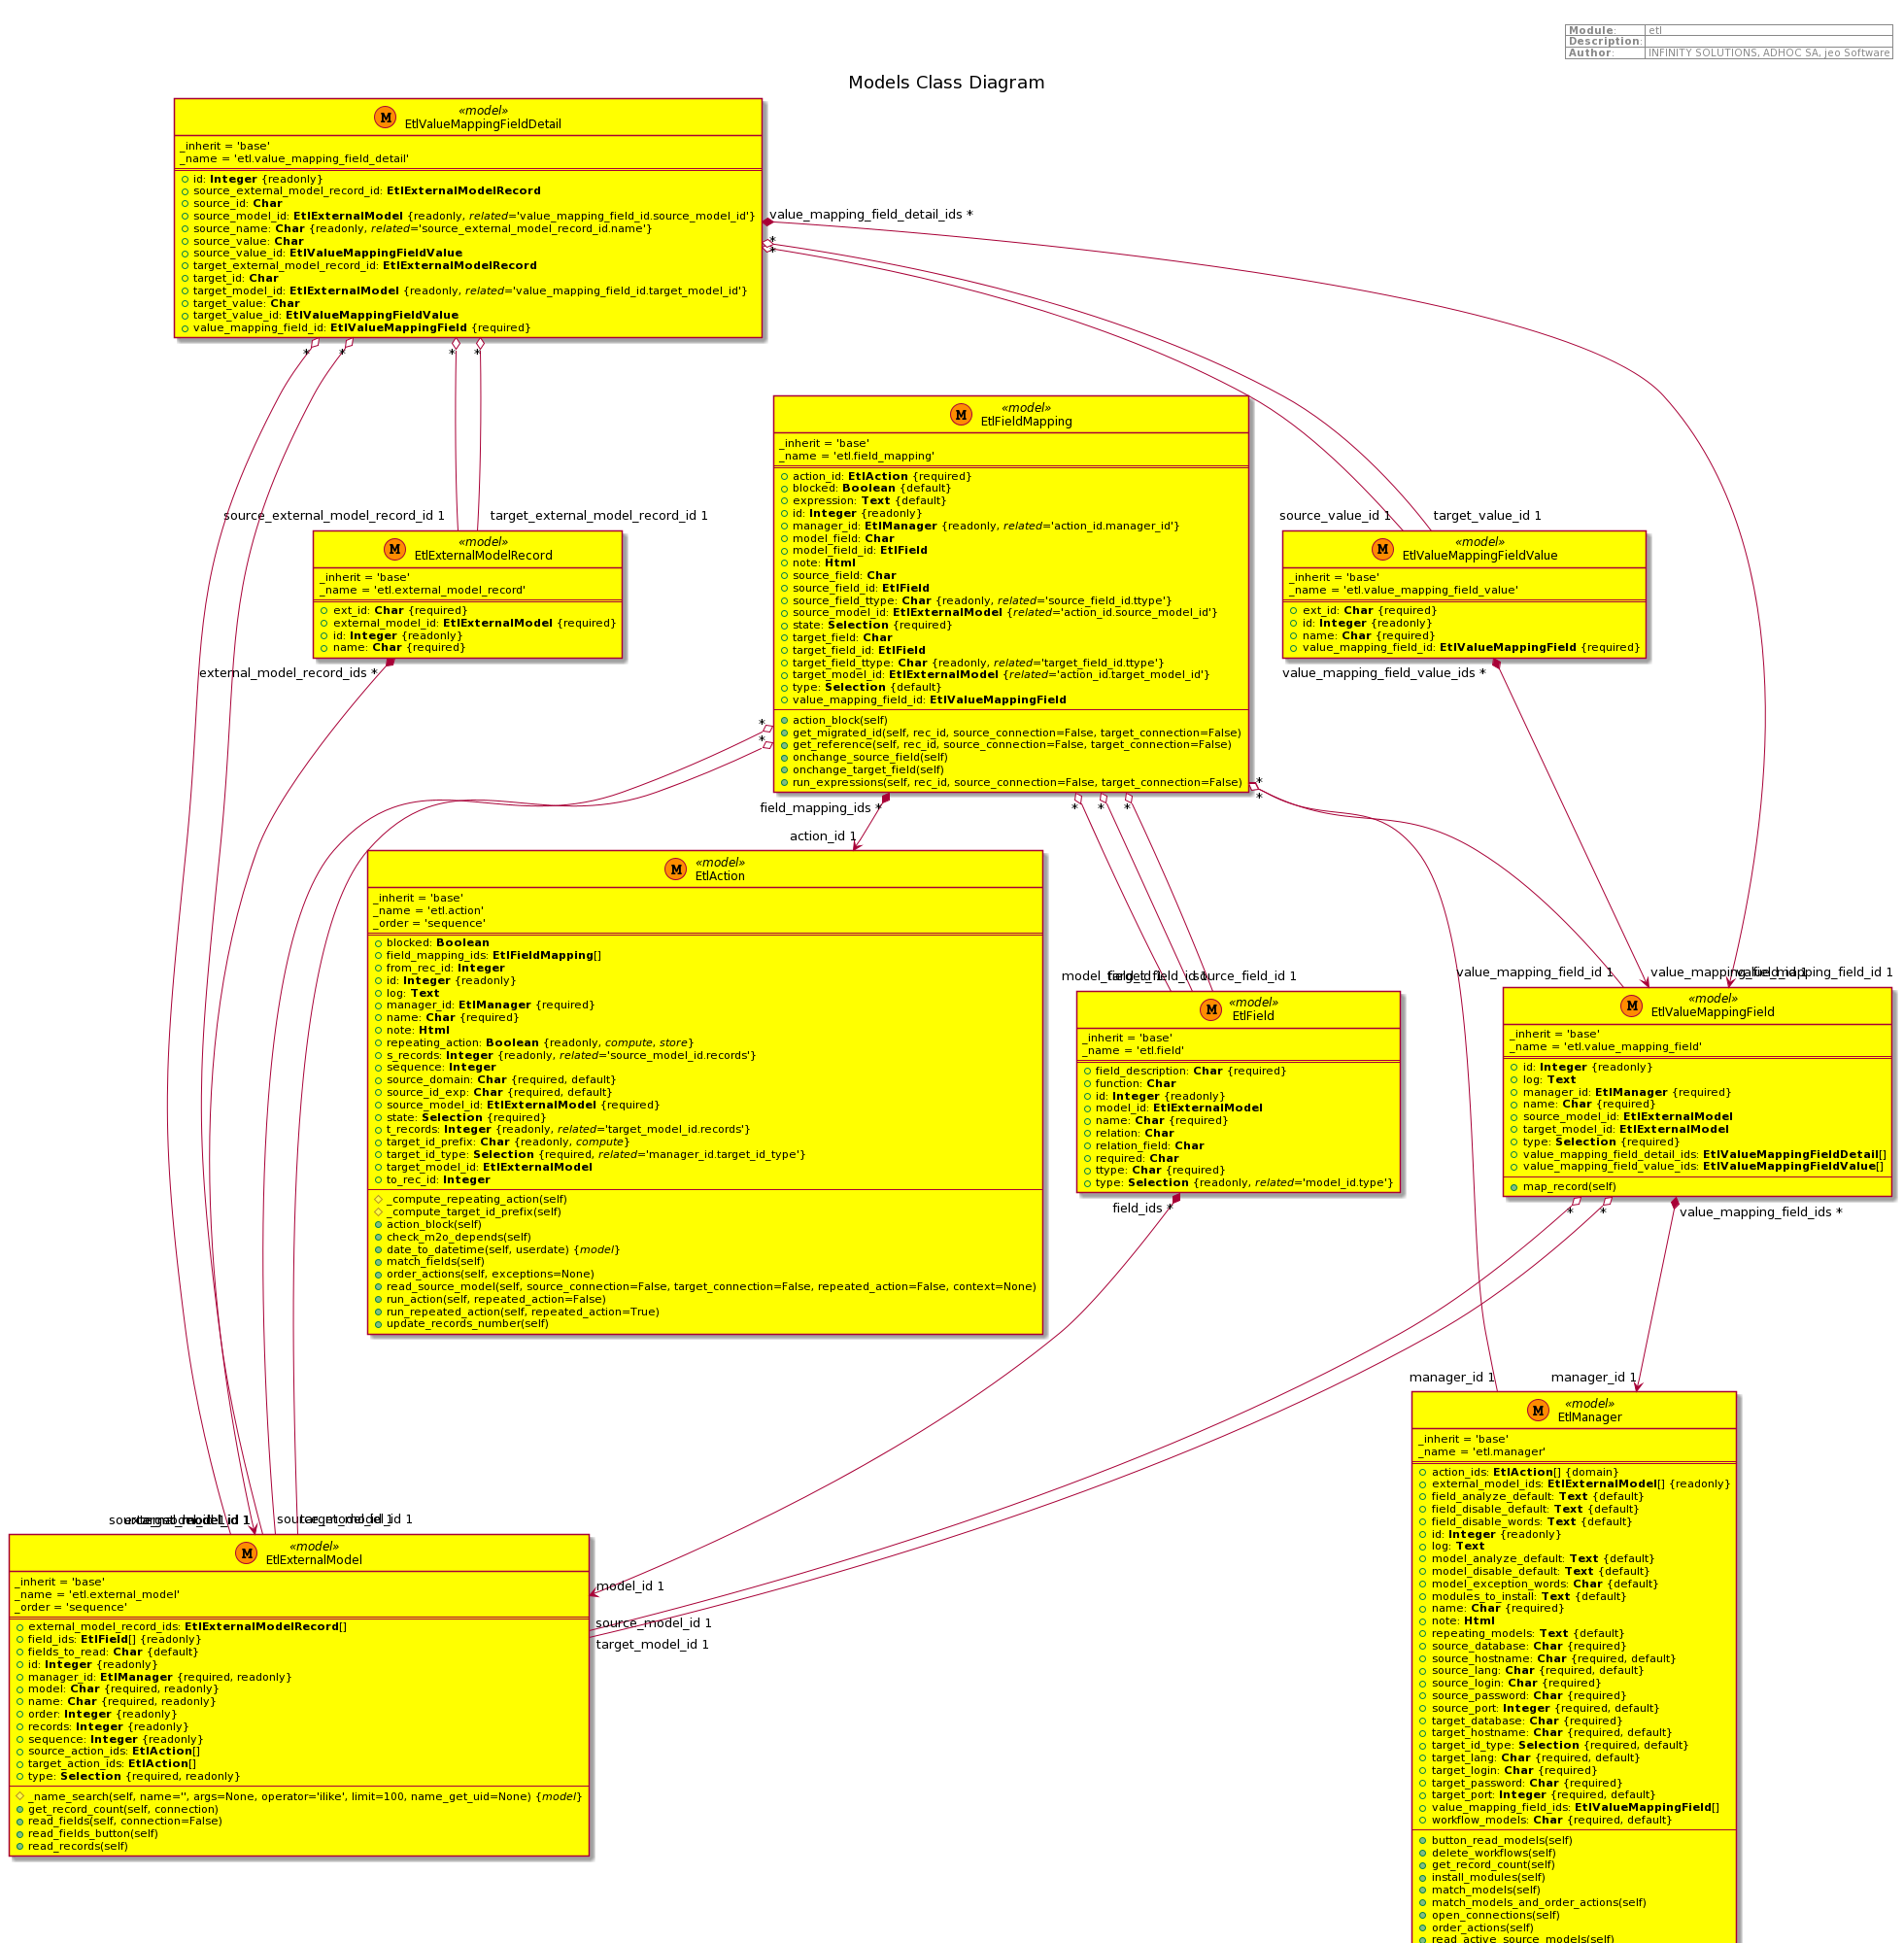 Module: etl
Description:
Author: INFINITY SOLUTIONS, ADHOC SA, jeo Software
Models Class Diagram
M «model»
EtlValueMappingFieldDetail
_inherit = 'base'
_name = 'etl.value_mapping_field_detail'
id: Integer {readonly}
source_external_model_record_id: EtlExternalModelRecord
source_id: Char
source_model_id: EtlExternalModel {readonly, related='value_mapping_field_id.source_model_id'}
source_name: Char {readonly, related='source_external_model_record_id.name'}
source_value: Char
source_value_id: EtlValueMappingFieldValue
target_external_model_record_id: EtlExternalModelRecord
target_id: Char
target_model_id: EtlExternalModel {readonly, related='value_mapping_field_id.target_model_id'}
target_value: Char
target_value_id: EtlValueMappingFieldValue
value_mapping_field_id: EtlValueMappingField {required}
value_mapping_field_detail_ids *
*
*
* * * *
M «model»
EtlFieldMapping
_inherit = 'base'
_name = 'etl.field_mapping'
action_id: EtlAction {required}
blocked: Boolean {default}
expression: Text {default}
id: Integer {readonly}
manager_id: EtlManager {readonly, related='action_id.manager_id'}
model_field: Char
model_field_id: EtlField
note: Html
source_field: Char
source_field_id: EtlField
source_field_ttype: Char {readonly, related='source_field_id.ttype'}
source_model_id: EtlExternalModel {related='action_id.source_model_id'}
state: Selection {required}
target_field: Char
target_field_id: EtlField
target_field_ttype: Char {readonly, related='target_field_id.ttype'}
target_model_id: EtlExternalModel {related='action_id.target_model_id'}
type: Selection {default}
value_mapping_field_id: EtlValueMappingField
action_block(self)
get_migrated_id(self, rec_id, source_connection=False, target_connection=False)
get_reference(self, rec_id, source_connection=False, target_connection=False)
onchange_source_field(self)
onchange_target_field(self)
run_expressions(self, rec_id, source_connection=False, target_connection=False)
source_external_model_record_id 1
target_external_model_record_id 1
M «model»
EtlExternalModelRecord
_inherit = 'base'
_name = 'etl.external_model_record'
ext_id: Char {required}
external_model_id: EtlExternalModel {required}
id: Integer {readonly}
name: Char {required}
external_model_record_ids *
source_value_id 1
target_value_id 1
M «model»
EtlValueMappingFieldValue
_inherit = 'base'
_name = 'etl.value_mapping_field_value'
ext_id: Char {required}
id: Integer {readonly}
name: Char {required}
value_mapping_field_id: EtlValueMappingField {required}
value_mapping_field_value_ids *
*
*
*
*
field_mapping_ids *
* * *
action_id 1
M «model»
EtlAction
_inherit = 'base'
_name = 'etl.action'
_order = 'sequence'
blocked: Boolean
field_mapping_ids: EtlFieldMapping[]
from_rec_id: Integer
id: Integer {readonly}
log: Text
manager_id: EtlManager {required}
name: Char {required}
note: Html
repeating_action: Boolean {readonly, compute, store}
s_records: Integer {readonly, related='source_model_id.records'}
sequence: Integer
source_domain: Char {required, default}
source_id_exp: Char {required, default}
source_model_id: EtlExternalModel {required}
state: Selection {required}
t_records: Integer {readonly, related='target_model_id.records'}
target_id_prefix: Char {readonly, compute}
target_id_type: Selection {required, related='manager_id.target_id_type'}
target_model_id: EtlExternalModel
to_rec_id: Integer
_compute_repeating_action(self)
_compute_target_id_prefix(self)
action_block(self)
check_m2o_depends(self)
date_to_datetime(self, userdate) {model}
match_fields(self)
order_actions(self, exceptions=None)
read_source_model(self, source_connection=False, target_connection=False, repeated_action=False, context=None)
run_action(self, repeated_action=False)
run_repeated_action(self, repeated_action=True)
update_records_number(self)
model_field_id 1
target_field_id 1
source_field_id 1
M «model»
EtlField
_inherit = 'base'
_name = 'etl.field'
field_description: Char {required}
function: Char
id: Integer {readonly}
model_id: EtlExternalModel
name: Char {required}
relation: Char
relation_field: Char
required: Char
ttype: Char {required}
type: Selection {readonly, related='model_id.type'}
field_ids *
value_mapping_field_id 1
value_mapping_field_id 1
value_mapping_field_id 1
M «model»
EtlValueMappingField
_inherit = 'base'
_name = 'etl.value_mapping_field'
id: Integer {readonly}
log: Text
manager_id: EtlManager {required}
name: Char {required}
source_model_id: EtlExternalModel
target_model_id: EtlExternalModel
type: Selection {required}
value_mapping_field_detail_ids: EtlValueMappingFieldDetail[]
value_mapping_field_value_ids: EtlValueMappingFieldValue[]
map_record(self)
* *
value_mapping_field_ids *
manager_id 1
manager_id 1
M «model»
EtlManager
_inherit = 'base'
_name = 'etl.manager'
action_ids: EtlAction[] {domain}
external_model_ids: EtlExternalModel[] {readonly}
field_analyze_default: Text {default}
field_disable_default: Text {default}
field_disable_words: Text {default}
id: Integer {readonly}
log: Text
model_analyze_default: Text {default}
model_disable_default: Text {default}
model_exception_words: Char {default}
modules_to_install: Text {default}
name: Char {required}
note: Html
repeating_models: Text {default}
source_database: Char {required}
source_hostname: Char {required, default}
source_lang: Char {required, default}
source_login: Char {required}
source_password: Char {required}
source_port: Integer {required, default}
target_database: Char {required}
target_hostname: Char {required, default}
target_id_type: Selection {required, default}
target_lang: Char {required, default}
target_login: Char {required}
target_password: Char {required}
target_port: Integer {required, default}
value_mapping_field_ids: EtlValueMappingField[]
workflow_models: Char {required, default}
button_read_models(self)
delete_workflows(self)
get_record_count(self)
install_modules(self)
match_models(self)
match_models_and_order_actions(self)
open_connections(self)
order_actions(self)
read_active_source_models(self)
source_model_id 1
target_model_id 1
M «model»
EtlExternalModel
_inherit = 'base'
_name = 'etl.external_model'
_order = 'sequence'
external_model_record_ids: EtlExternalModelRecord[]
field_ids: EtlField[] {readonly}
fields_to_read: Char {default}
id: Integer {readonly}
manager_id: EtlManager {required, readonly}
model: Char {required, readonly}
name: Char {required, readonly}
order: Integer {readonly}
records: Integer {readonly}
sequence: Integer {readonly}
source_action_ids: EtlAction[]
target_action_ids: EtlAction[]
type: Selection {required, readonly}
_name_search(self, name='', args=None, operator='ilike', limit=100, name_get_uid=None) {model}
get_record_count(self, connection)
read_fields(self, connection=False)
read_fields_button(self)
read_records(self)
model_id 1
source_model_id 1
target_model_id 1